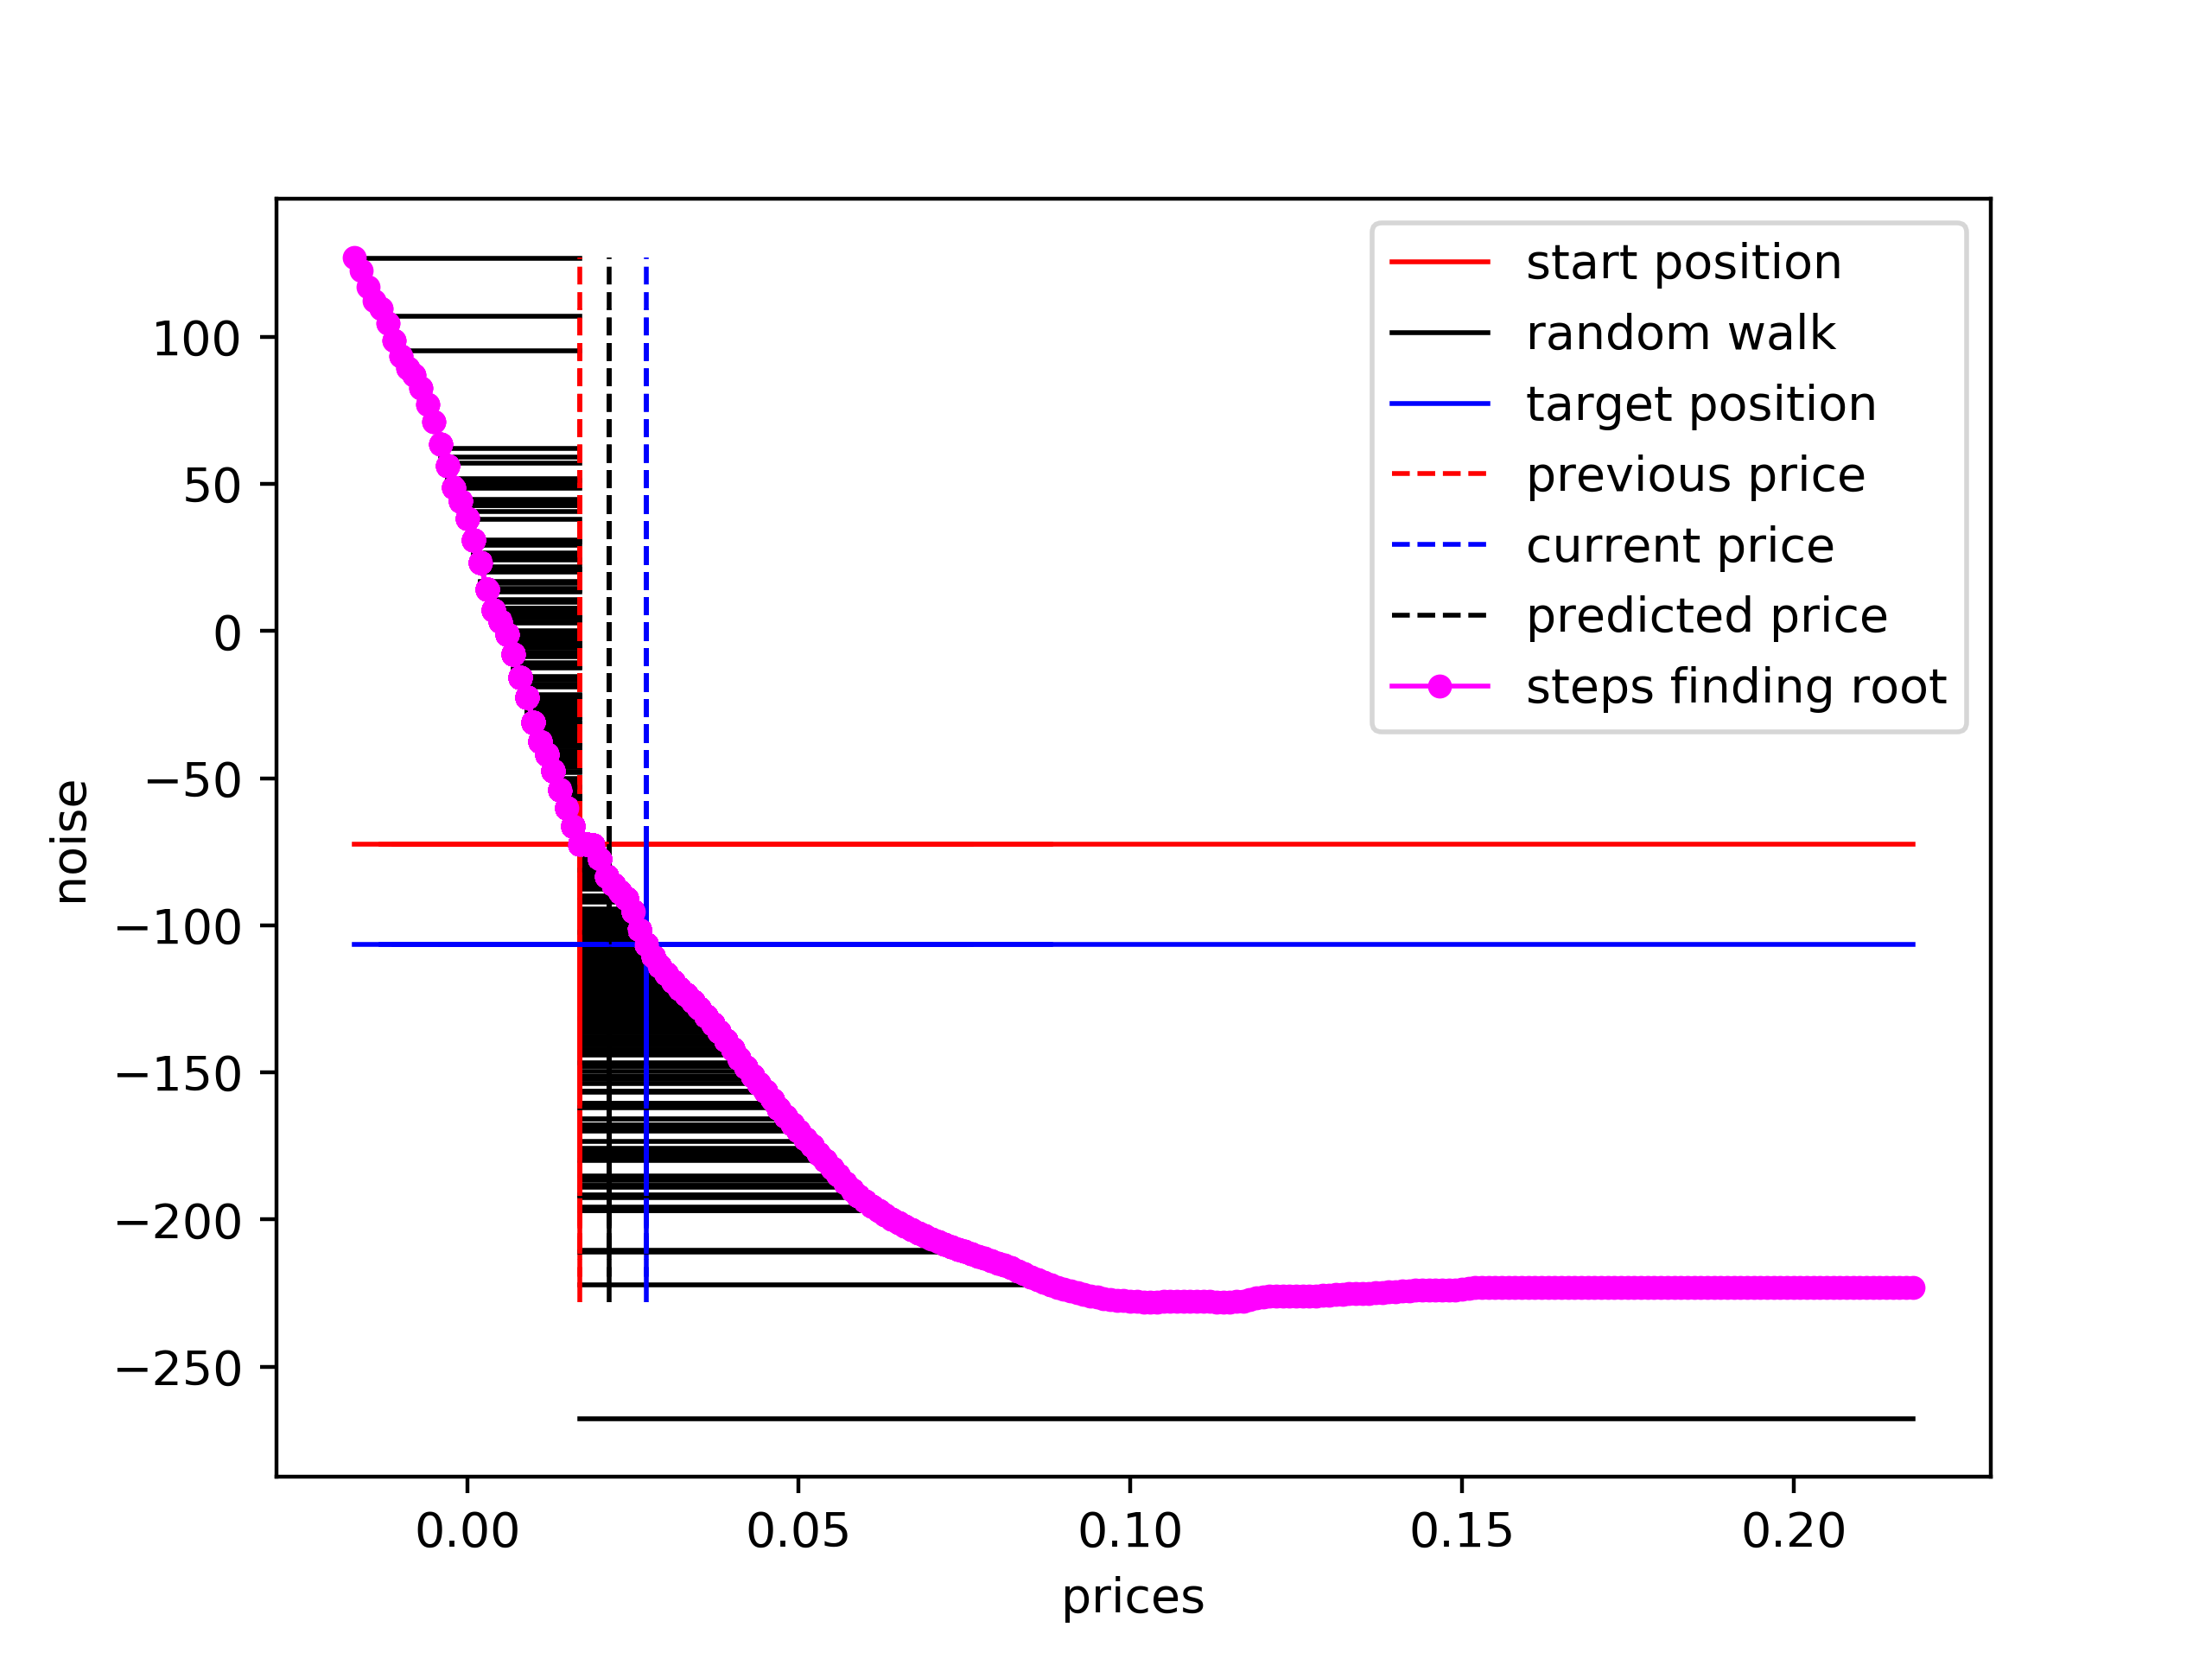 start position
random walk
target position
previous price
current price
predicted price
steps finding root
100
50
0
−50
−100
−150
−200
−250
noise
0.00 0.05 0.10 0.15 0.20
prices